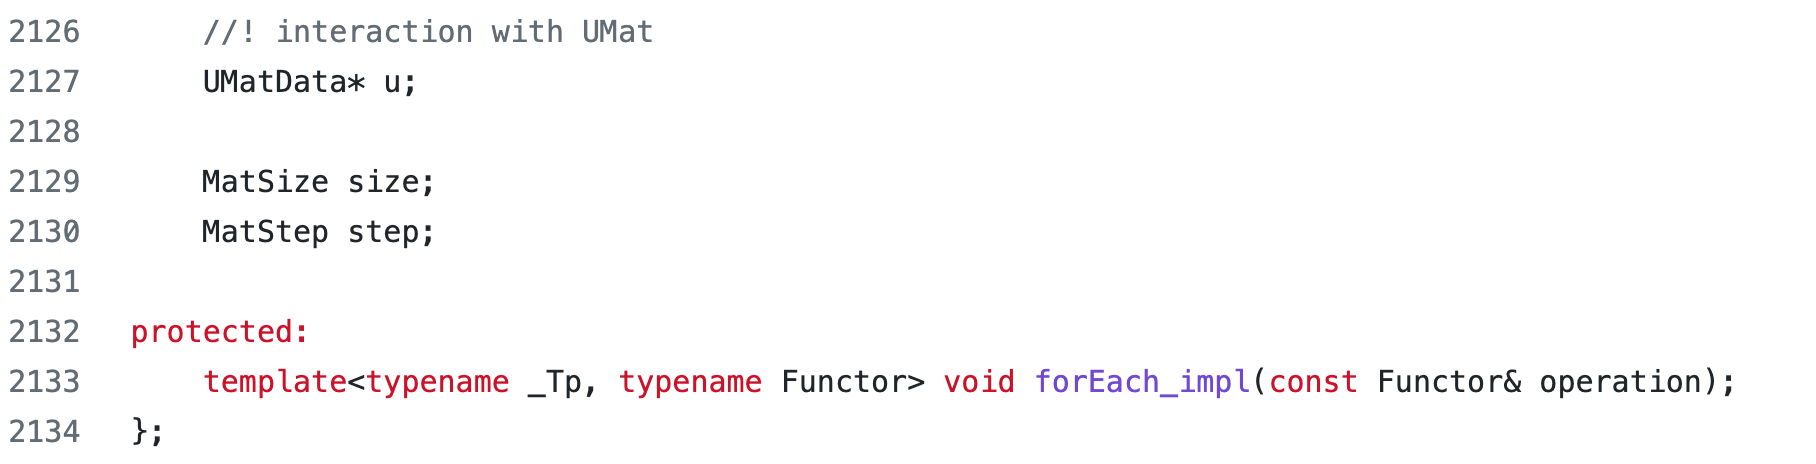 2126 //! interaction with UMat
2127 UMatData* u;
2128
2129 MatSize size;
2130 MatStep step;
2131
2132 protected:
2133 template<typename _Tp, typename Functor> void forEach_impl(const Functor& operation);
2134 };